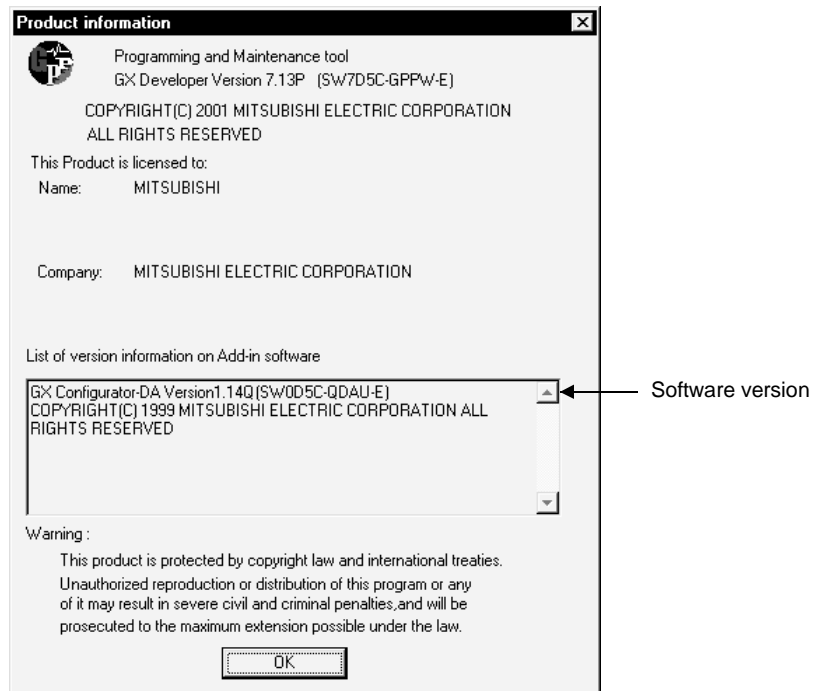 Product information
Programming and Maintenance tool
GX Developer Version 7.13P (SW7D5C-GPPW-E)
COPYRIGHT(C) 2001 MITSUBISHI ELECTRIC CORPORATION
ALL RIGHTS RESERVED
This Product is licensed to:
Name: MITSUBISHI
Company: MITSUBISHI ELECTRIC CORPORATION
List of version information on Add-in software
GX Configurator-DA Version1.14Q(SW0D5C-QDAU-E)
COPYRIGHT(C) 1999 MITSUBISHI ELECTRIC CORPORATION ALL
RIGHTS RESERVED
Software version
Warning :
This product is protected by copyright law and international treaties.
Unauthorized reproduction or distribution of this program or any
of it may result in severe civil and criminal penalties,and will be
prosecuted to the maximum extension possible under the law.
OK